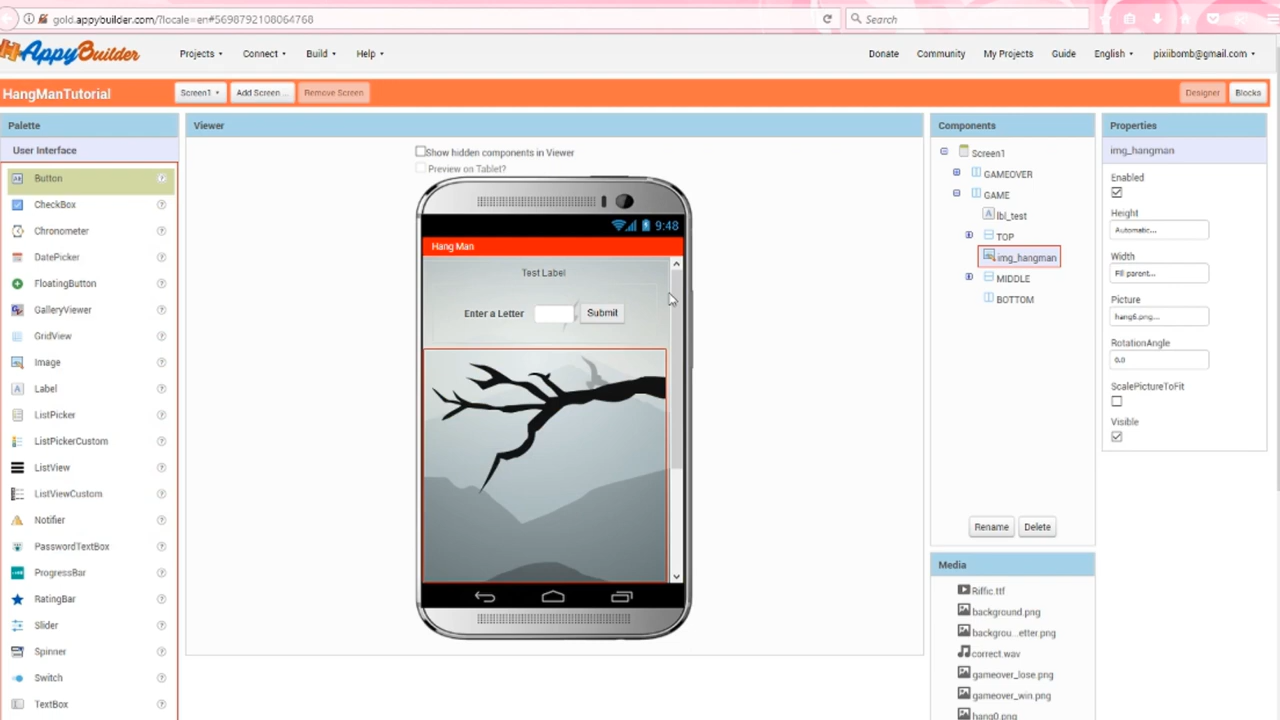 gold.appybuilder.com/?locale=en#5698792108064768
Search
AppyBuilder
Projects
Connect
Build
Help
Donate
Community
My Projects
Guide
English
pixiibomb@gmail.com
HangManTutorial
Screen1
Add Screen ...
Remove Screen
Designer
Blocks
Palette
Viewer
Components
Properties
User Interface
Button
CheckBox
Chronometer
DatePicker
FloatingButton
GalleryViewer
GridView
Image
Label
ListPicker
ListPickerCustom
ListView
ListViewCustom
Notifier
PasswordTextBox
ProgressBar
RatingBar
Slider
Spinner
Switch
TextBox
Show hidden components in Viewer
Preview on Tablet?
9:48
Hang Man
Test Label
Enter a Letter
Submit
Screen1
GAMEOVER
GAME
lbl_test
TOP
img_hangman
MIDDLE
BOTTOM
Rename
Delete
Media
Riffic.ttf
background.png
backgrou...etter.png
correct.wav
gameover_lose.png
gameover_win.png
hang0.png
img_hangman
Enabled
Height
Automatic...
Width
Fill parent...
Picture
hang6.png...
RotationAngle
0.0
ScalePictureToFit
Visible